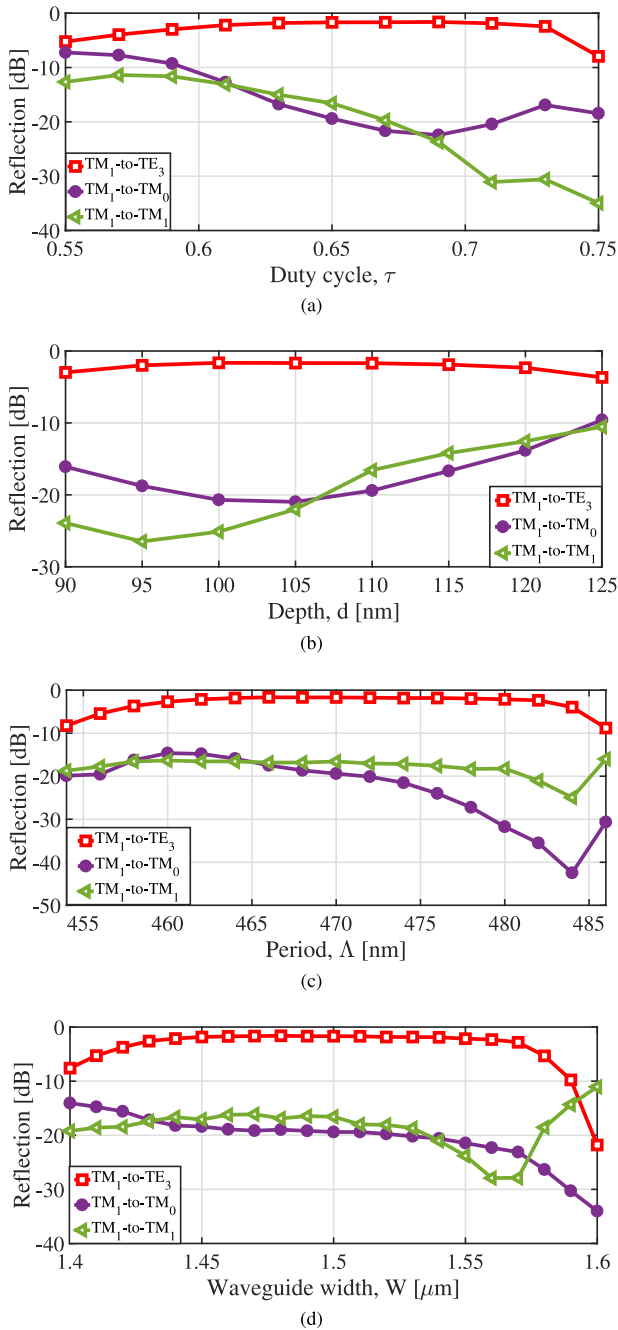 0
-10
-20
-30
-40
Reflection [dB]
TM1-to-TE3
TM1-to-TM0
TM1-to-TM1
0.55 0.6 0.65 0.7 0.75
Duty cycle, τ
(a)
0
-10
-20
-30
Reflection [dB]
TM1-to-TE3
TM1-to-TM0
TM1-to-TM1
90 95 100 105 110 115 120 125
Depth, d [nm]
(b)
0
-10
-20
-30
-40
-50
Reflection [dB]
TM1-to-TE3
TM1-to-TM0
TM1-to-TM1
455 460 465 470 475 480 485
Period, Λ [nm]
(c)
0
-10
-20
-30
-40
Reflection [dB]
TM1-to-TE3
TM1-to-TM0
TM1-to-TM1
1.4 1.45 1.5 1.55 1.6
Waveguide width, W [μm]
(d)